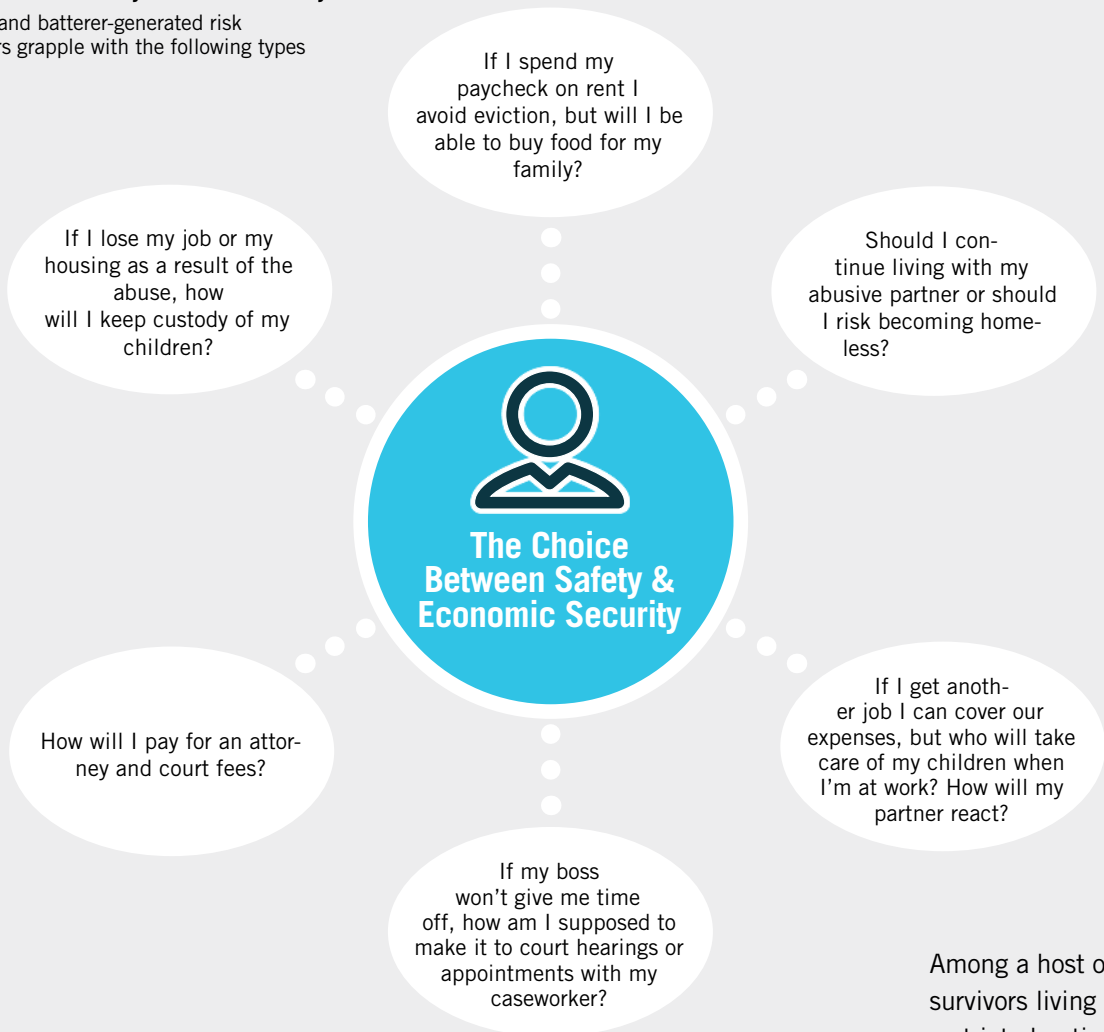 and batterer-generated risk
rs grapple with the following types
If I spend my
paycheck on rent I
avoid eviction, but will I be
able to buy food for my
family?
If I lose my job or my
housing as a result of the
abuse, how
will I keep custody of my
children?
Should I con-
tinue living with my
abusive partner or should
I risk becoming home-
less?
The Choice
Between Safety &
Economic Security
How will I pay for an attor-
ney and court fees?
If I get anoth-
er job I can cover our
expenses, but who will take
care of my children when
I'm at work? How will my
partner react?
If my boss
won't give me time
off, how am I supposed to
make it to court hearings or
appointments with my
caseworker?
Among a host o
survivors living